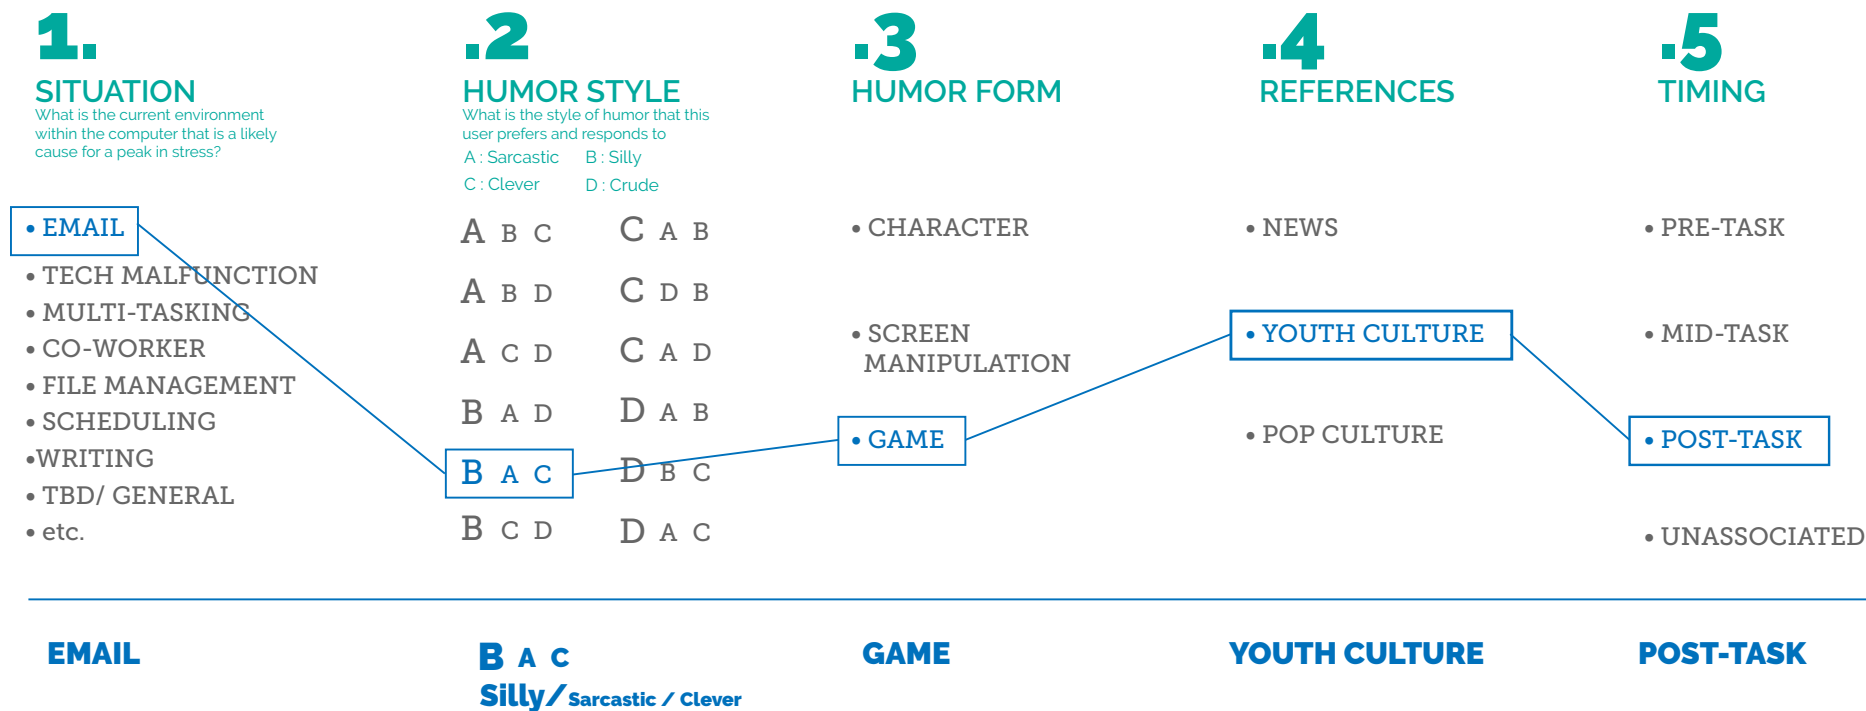 1.
SITUATION
What is the current environment
within the computer that is a likely
cause for a peak in stress?
• EMAIL
• TECH MALFUNCTION
• MULTI-TASKING
• CO-WORKER
• FILE MANAGEMENT
• SCHEDULING
•WRITING
• TBD/ GENERAL
• etc.
.2
HUMOR STYLE
What is the style of humor that this
user prefers and responds to
A : Sarcastic B : Silly
C : Clever D : Crude
A B C C A B
A B D C D B
A C D C A D
B A D D A B
B A C D B C
B C D D A C
.3
HUMOR FORM
• CHARACTER
• SCREEN
MANIPULATION
• GAME
.4
REFERENCES
• NEWS
• YOUTH CULTURE
• POP CULTURE
.5
TIMING
• PRE-TASK
• MID-TASK
• POST-TASK
• UNASSOCIATED
EMAIL
B A C
Silly/ Sarcastic / Clever
GAME
YOUTH CULTURE
POST-TASK